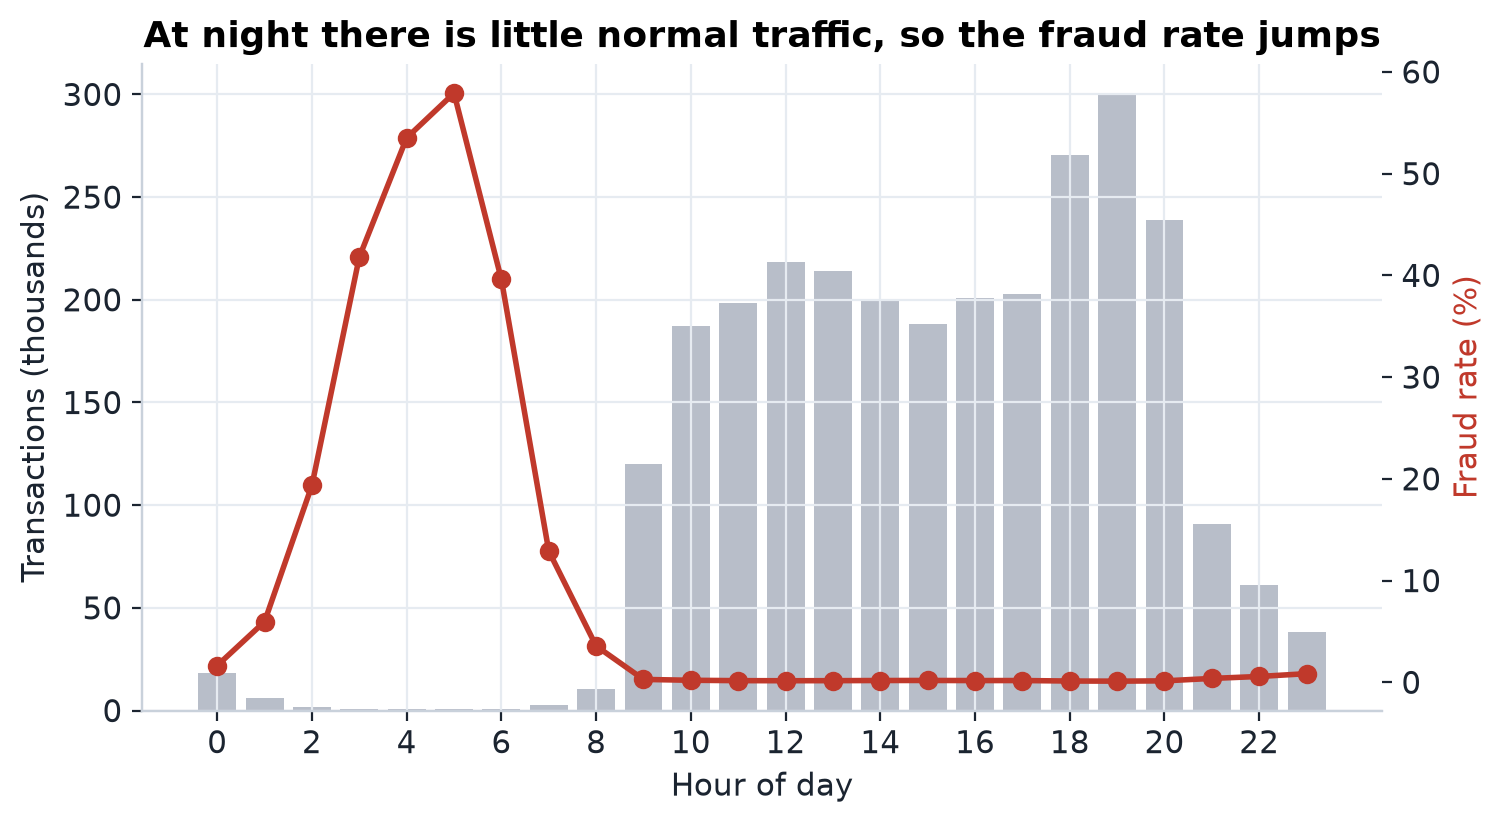 At night there is little normal traffic, so the fraud rate jumps
Transactions (thousands)
300
250
200
150
100
50
0
60
50
40
30
20
10
0
Fraud rate (%)
0 2 4 6 8 10 12 14 16 18 20 22
Hour of day